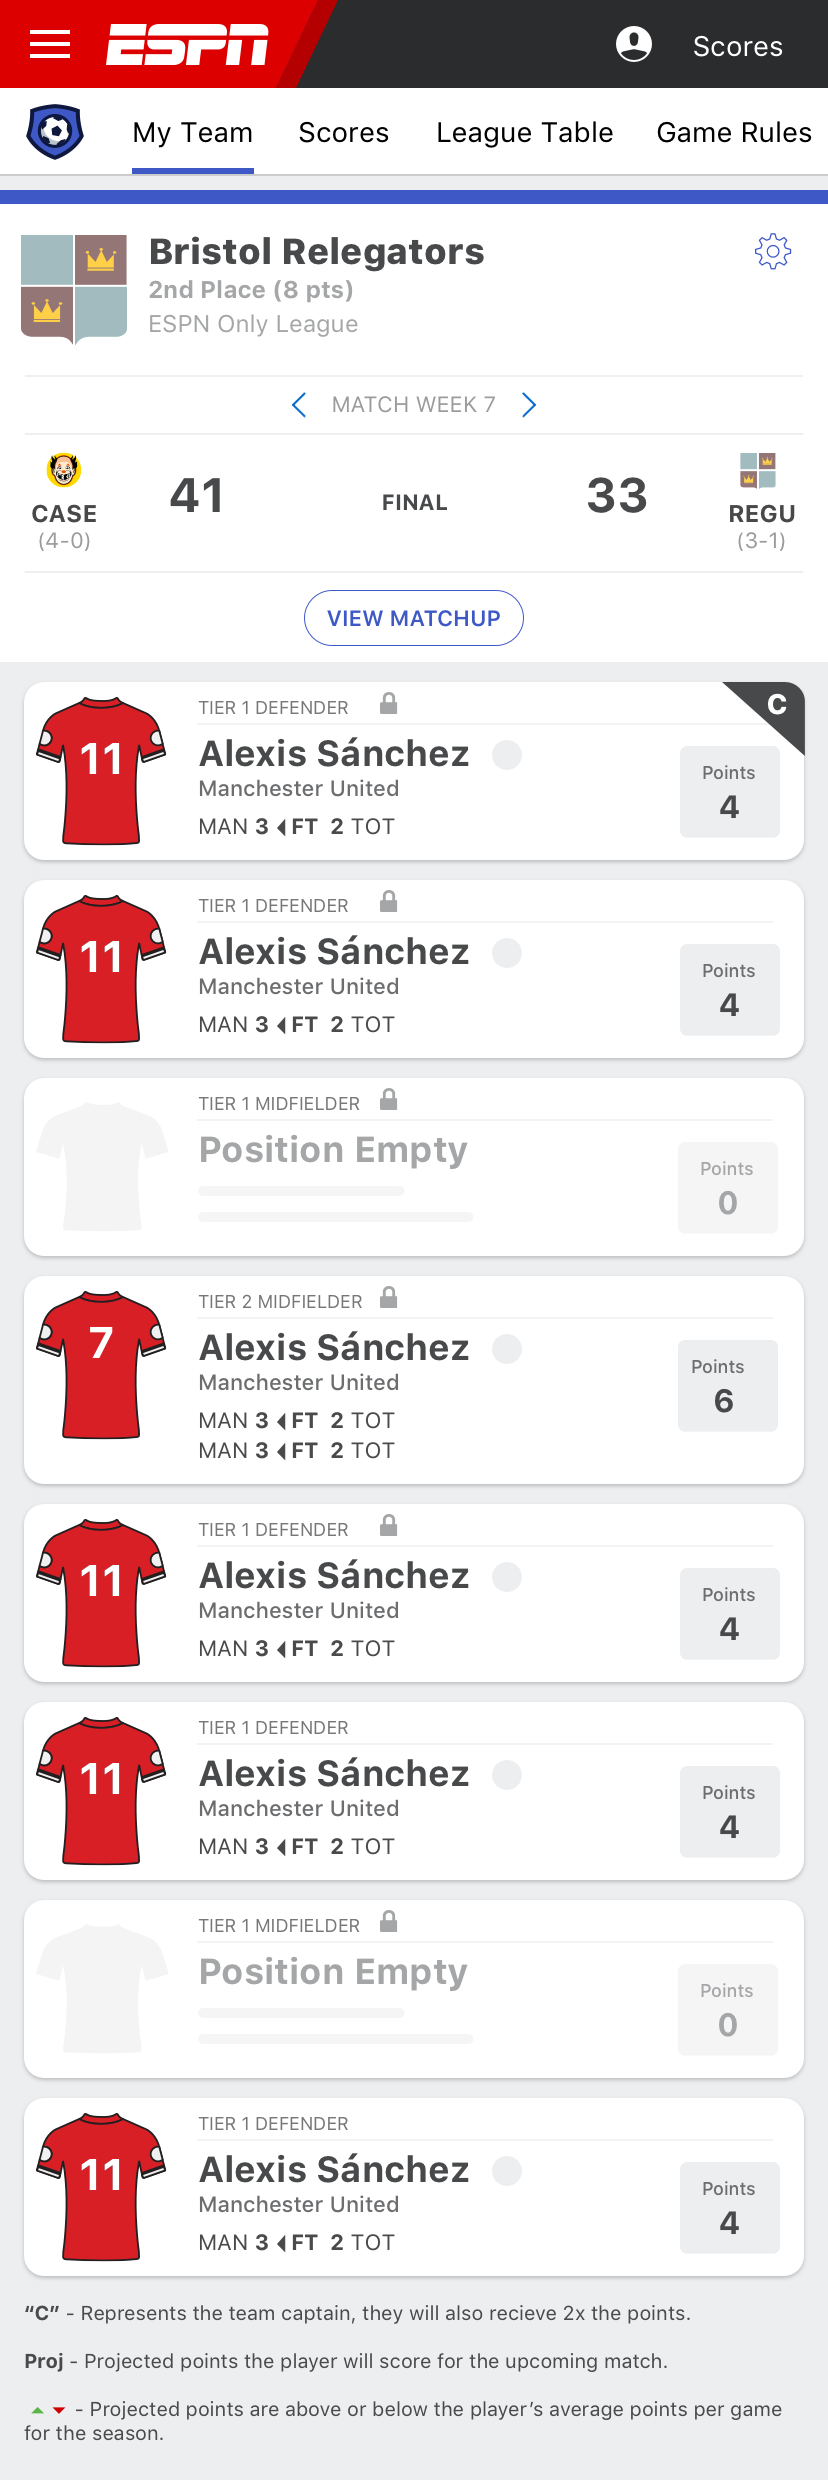 ESPN
Scores
My Team Scores League Table Game Rules
Bristol Relegators
2nd Place (8 pts)
ESPN Only League
MATCH WEEK 7
41 FINAL 33
CASE REGU
(4-0) (3-1)
VIEW MATCHUP
TIER 1 DEFENDER
C
11
Alexis Sánchez
Manchester United
MAN 3 FT 2 TOT
Points
4
TIER 1 DEFENDER
11
Alexis Sánchez
Manchester United
MAN 3 FT 2 TOT
Points
4
TIER 1 MIDFIELDER
Position Empty
Points
0
TIER 2 MIDFIELDER
7
Alexis Sánchez
Manchester United
MAN 3 FT 2 TOT
MAN 3 FT 2 TOT
Points
6
TIER 1 DEFENDER
11
Alexis Sánchez
Manchester United
MAN 3 FT 2 TOT
Points
4
TIER 1 DEFENDER
11
Alexis Sánchez
Manchester United
MAN 3 FT 2 TOT
Points
4
TIER 1 MIDFIELDER
Position Empty
Points
0
TIER 1 DEFENDER
11
Alexis Sánchez
Manchester United
MAN 3 FT 2 TOT
Points
4
“C” - Represents the team captain, they will also recieve 2x the points.
Proj - Projected points the player will score for the upcoming match.
- Projected points are above or below the player’s average points per game
for the season.